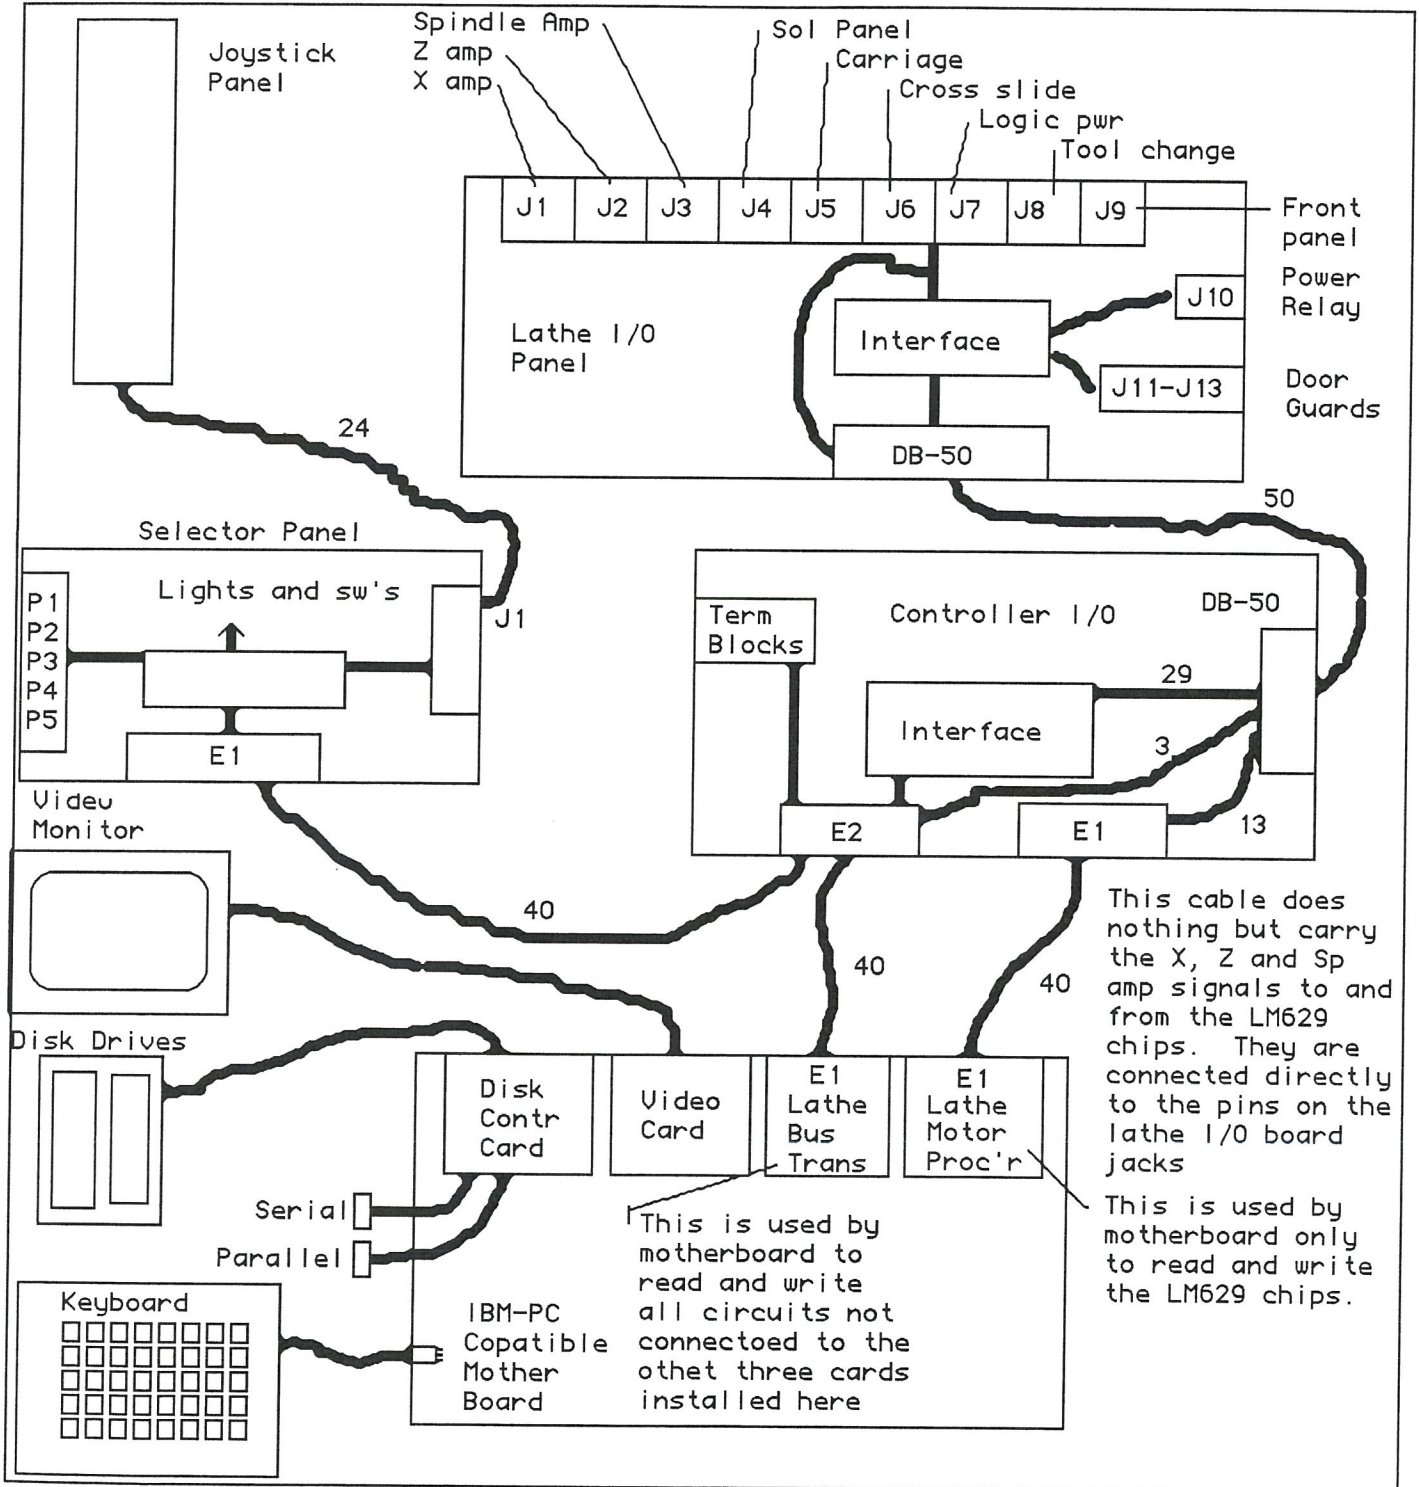 Joystick
Panel
Spindle Amp
Z amp
X amp
Sol Panel
Carriage
Cross slide
Logic pwr
Tool change
J1 J2 J3 J4 J5 J6 J7 J8 J9
Front
panel
Power
Relay
J10
Lathe I/O
Panel
Interface
J11-J13
Door
Guards
DB-50
24
50
Selector Panel
Lights and sw's
P1
P2
P3
P4
P5
J1
E1
Term
Blocks
Controller I/O
DB-50
29
Interface
3
E2
E1
13
Video
Monitor
40
40
40
This cable does
nothing but carry
the X, Z and Sp
amp signals to and
from the LM629
chips. They are
connected directly
to the pins on the
lathe I/O board
jacks
Disk Drives
Disk
Contr
Card
Video
Card
E1
Lathe
Bus
Trans
E1
Lathe
Motor
Proc'r
Serial
Parallel
This is used by
motherboard to
read and write
all circuits not
connectoed to the
othet three cards
installed here
This is used by
motherboard only
to read and write
the LM629 chips.
Keyboard
IBM-PC
Copatible
Mother
Board